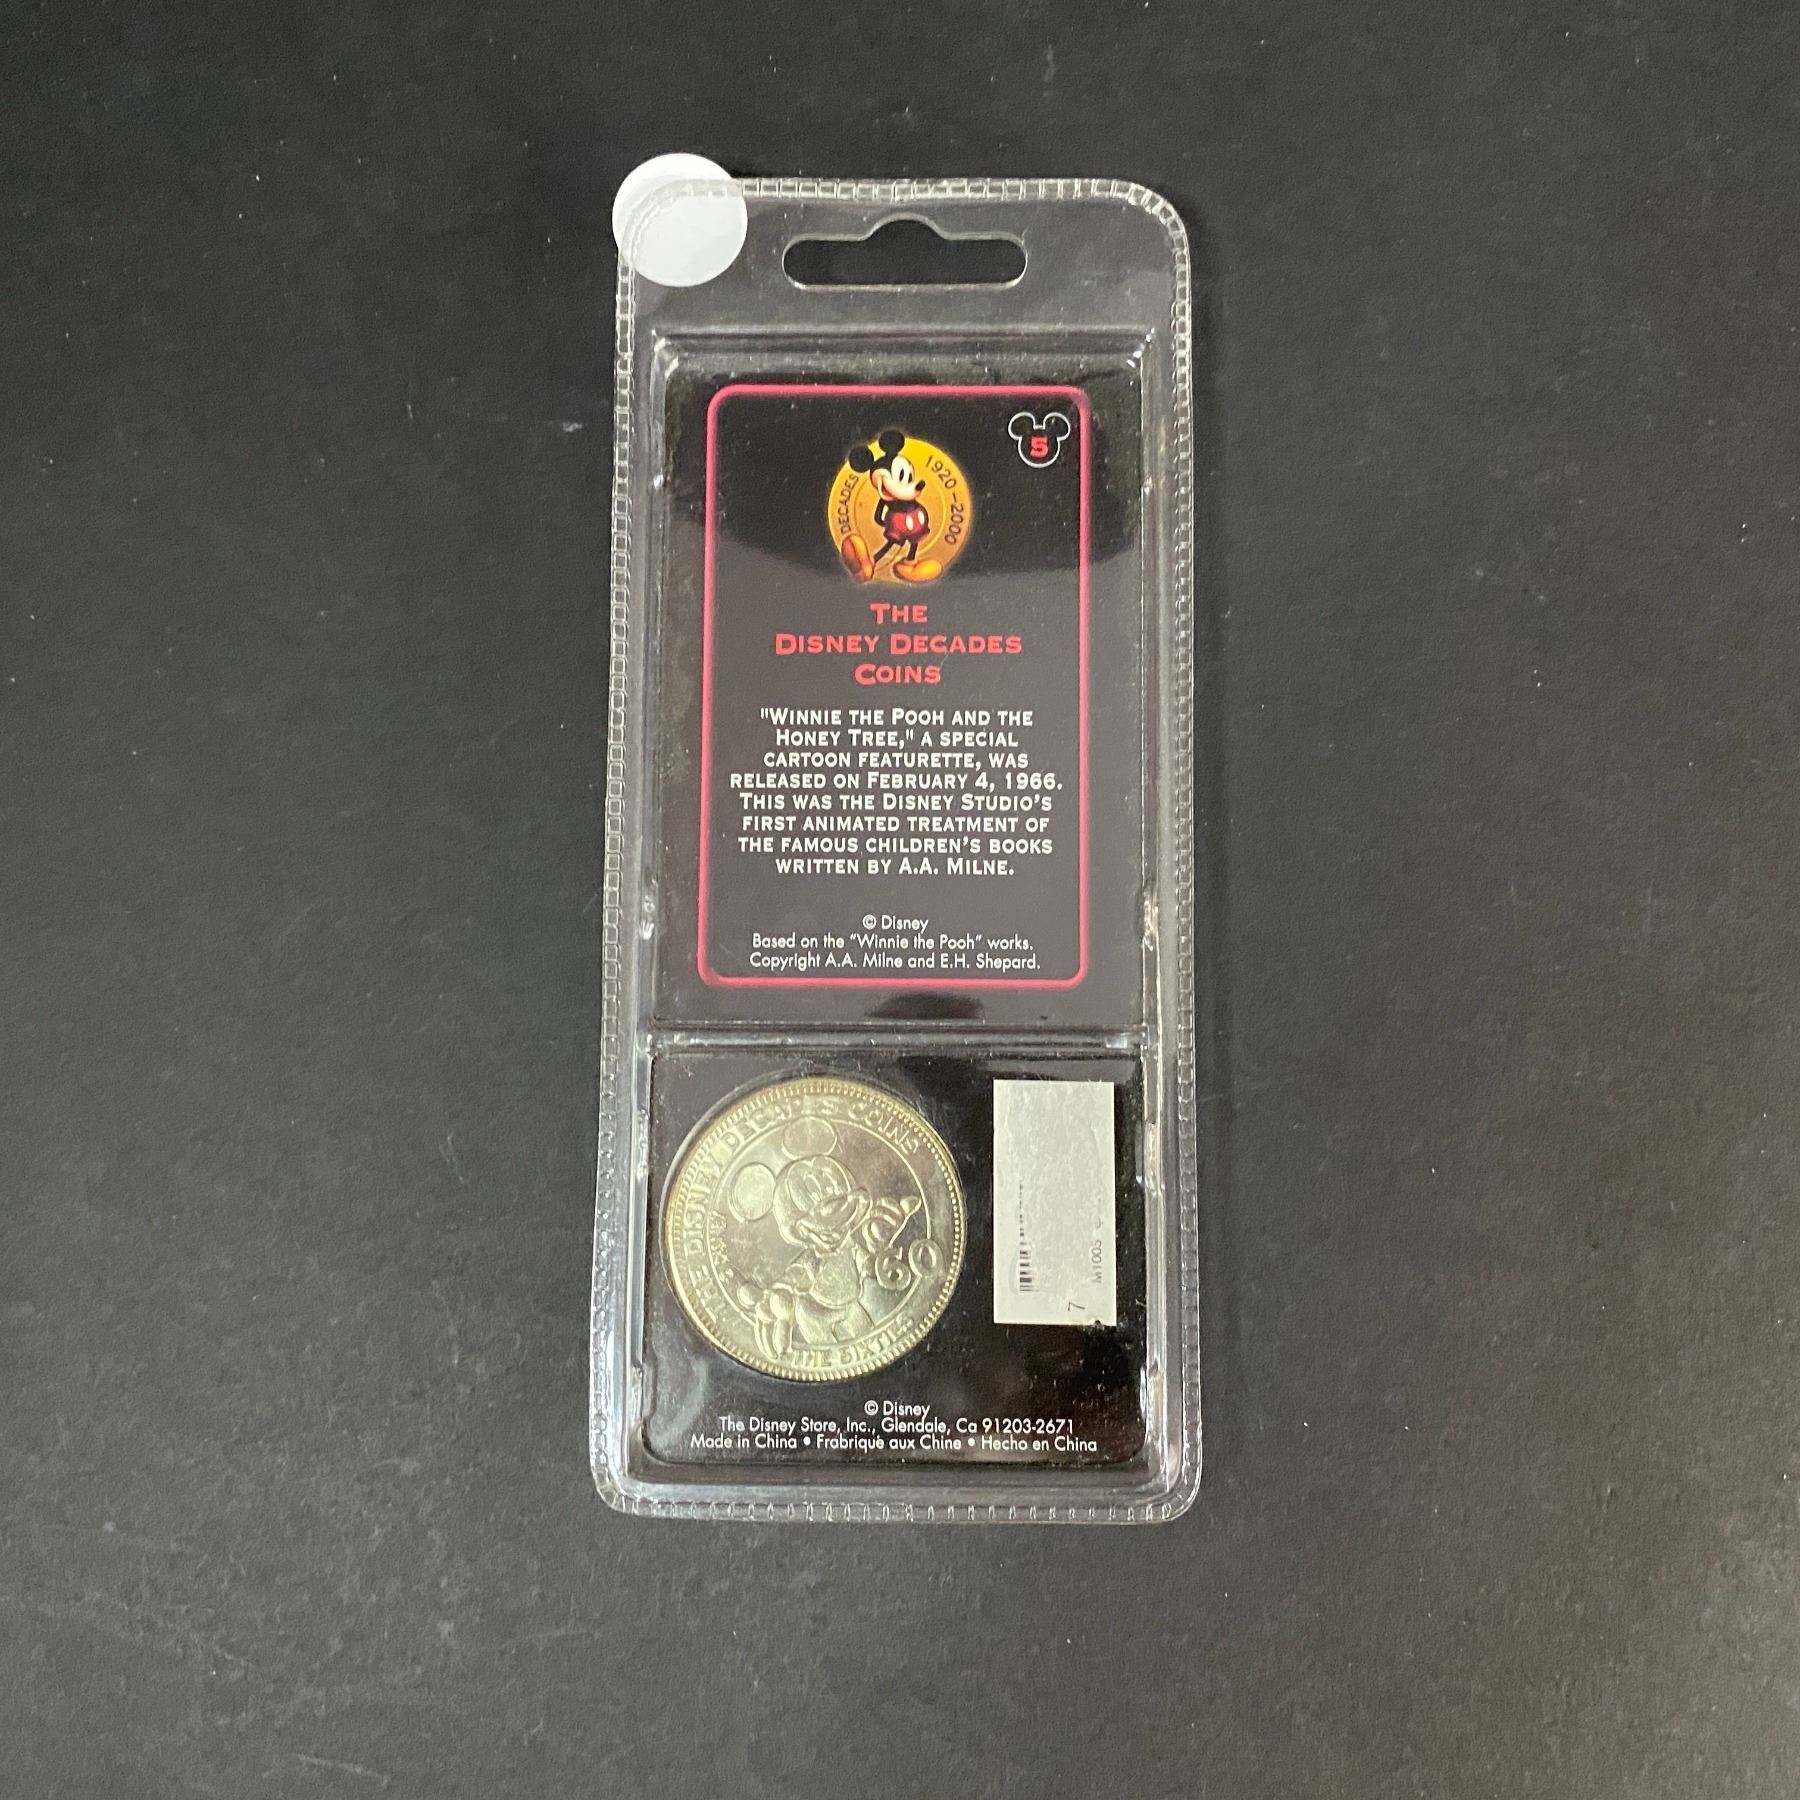 5
DECADES 1920-2000
THE
DISNEY DECADES
COINS
"WINNIE THE POOH AND THE
HONEY TREE," A SPECIAL
CARTOON FEATURETTE, WAS
RELEASED ON FEBRUARY 4, 1966.
THIS WAS THE DISNEY STUDIO'S
FIRST ANIMATED TREATMENT OF
THE FAMOUS CHILDREN'S BOOKS
WRITTEN BY A.A. MILNE.
© Disney
Based on the "Winnie the Pooh" works.
Copyright A.A. Milne and E.H. Shepard.
THE DISNEY DECADES COINS
60
THE SIXTIES
7
M1005
© Disney
The Disney Store, Inc., Glendale, Ca 91203-2671
Made in China • Frabriqué aux Chine • Hecho en China